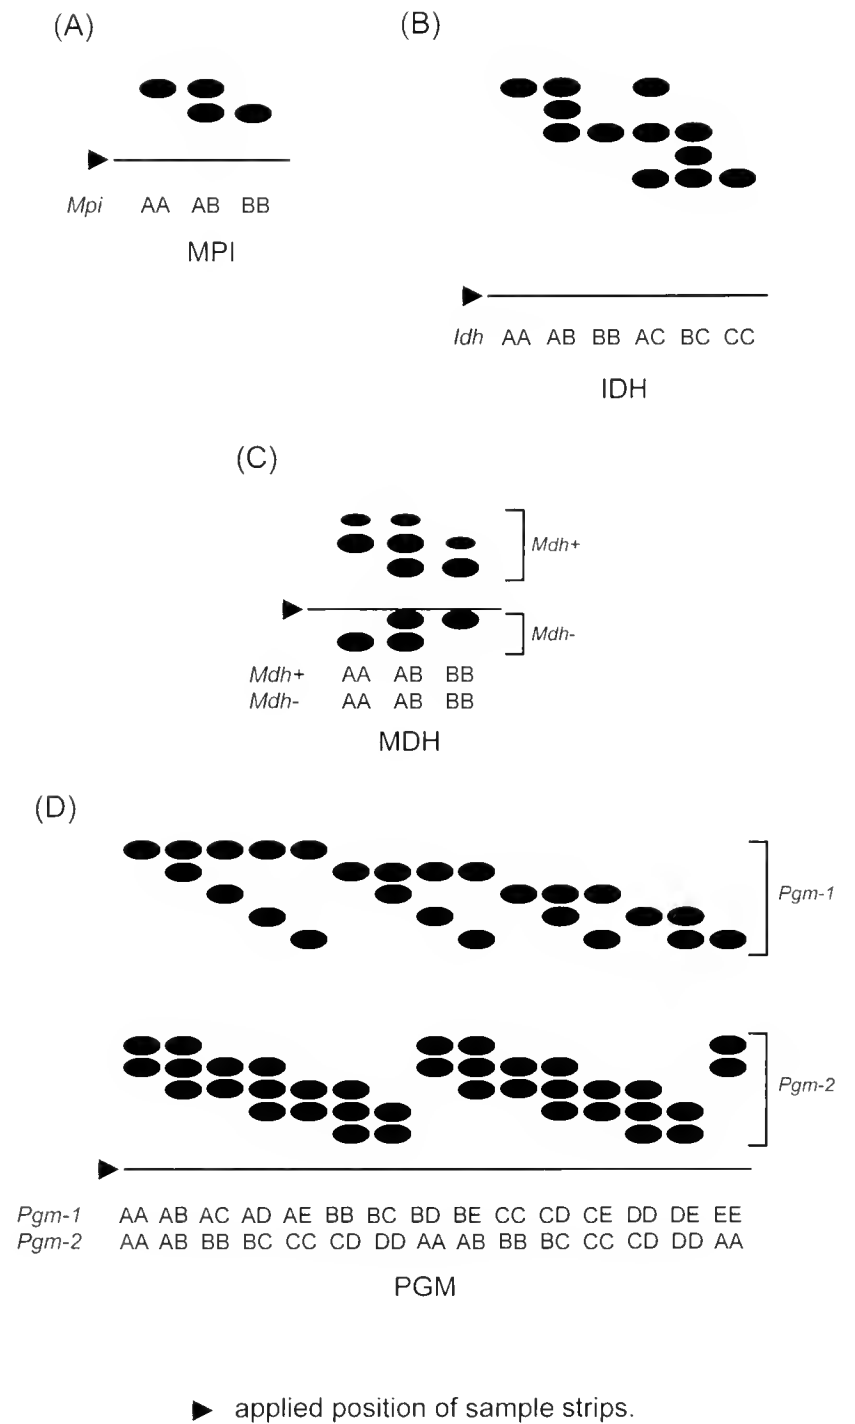 (A)
(B)
Mpi AA AB BB
MPI
Idh AA AB BB AC BC CC
IDH
(C)
Mdh+
Mdh-
Mdh+ AA AB BB
Mdh- AA AB BB
MDH
(D)
Pgm-1
Pgm-2
Pgm-1 AA AB AC AD AE BB BC BD BE CC CD CE DD DE EE
Pgm-2 AA AB BB BC CC CD DD AA AB BB BC CC CD DD AA
PGM
applied position of sample strips.